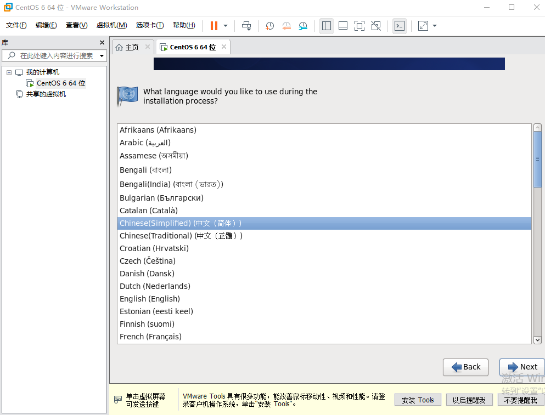 CentOS 6 64 位 - VMware Workstation
文件(F) 编辑(E) 查看(V) 虚拟机(M) 选项卡(T) 帮助(H)
库
在此处键入内容进行搜索
我的计算机
CentOS 6 64 位
共享的虚拟机
主页 CentOS 6 64 位
What language would you like to use during the
installation process?
Afrikaans (Afrikaans)
Arabic (العربية)
Assamese (অসমীয়া)
Bengali (বাংলা)
Bengali(India) (বাংলা (ভারত))
Bulgarian (Български)
Catalan (Català)
Chinese(Simplified) (中文（简体）)
Chinese(Traditional) (中文（正體）)
Croatian (Hrvatski)
Czech (Čeština)
Danish (Dansk)
Dutch (Nederlands)
English (English)
Estonian (eesti keel)
Finnish (suomi)
French (Français)
Back Next
激活 Win
单击虚拟屏幕
可发送按键
VMware Tools 具有很多功能，能改善鼠标移动性、视频和性能。请登
录客户机操作系统，单击“安装 Tools”。
安装 Tools 以后提醒我 不要提醒我